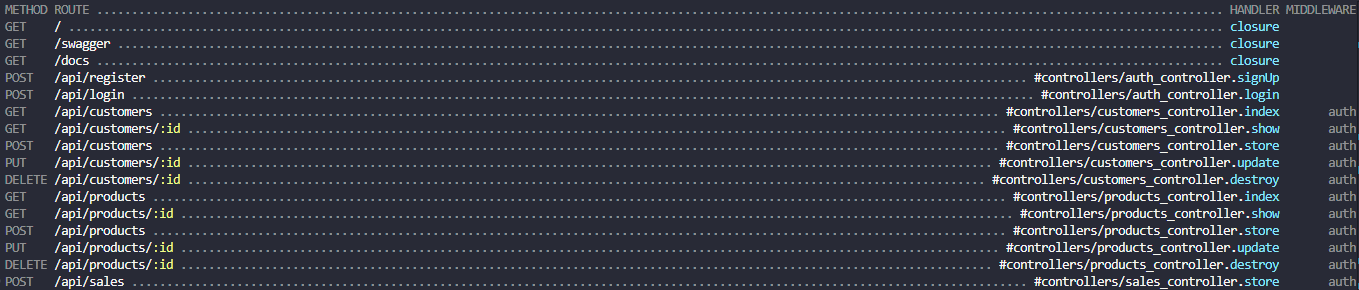 METHOD ROUTE ........................................................................ HANDLER MIDDLEWARE
GET / ........................................................................ closure
GET /swagger ........................................................................ closure
GET /docs ........................................................................ closure
POST /api/register ............................................................ #controllers/auth_controller.signUp
POST /api/login ............................................................ #controllers/auth_controller.login
GET /api/customers ............................................................ #controllers/customers_controller.index auth
GET /api/customers/:id ............................................................ #controllers/customers_controller.show auth
POST /api/customers ............................................................ #controllers/customers_controller.store auth
PUT /api/customers/:id ............................................................ #controllers/customers_controller.update auth
DELETE /api/customers/:id ............................................................ #controllers/customers_controller.destroy auth
GET /api/products ............................................................ #controllers/products_controller.index auth
GET /api/products/:id ............................................................ #controllers/products_controller.show auth
POST /api/products ............................................................ #controllers/products_controller.store auth
PUT /api/products/:id ............................................................ #controllers/products_controller.update auth
DELETE /api/products/:id ............................................................ #controllers/products_controller.destroy auth
POST /api/sales ............................................................ #controllers/sales_controller.store auth